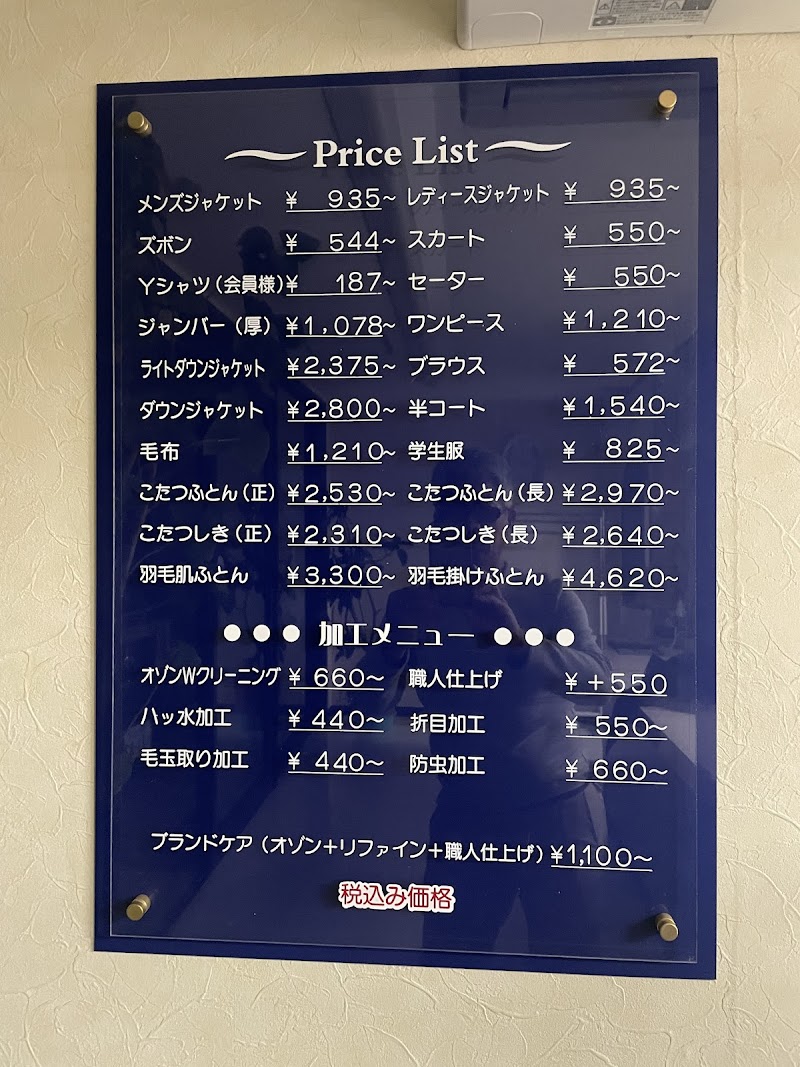 Price List
メンズジャケット ¥ 935~ レディースジャケット ¥ 935~
ズボン ¥ 544~ スカート ¥ 550~
Yシャツ(会員様)¥ 187~ セーター ¥ 550~
ジャンバー(厚) ¥1,078~ ワンピース ¥1,210~
ライトダウンジャケット ¥2,375~ ブラウス ¥ 572~
ダウンジャケット ¥2,800~ 半コート ¥1,540~
毛布 ¥1,210~ 学生服 ¥ 825~
こたつふとん(正) ¥2,530~ こたつふとん(長) ¥2,970~
こたつしき(正) ¥2,310~ こたつしき(長) ¥2,640~
羽毛肌ふとん ¥3,300~ 羽毛掛けふとん ¥4,620~
●●● 加工メニュー ●●●
オゾンWクリーニング ¥ 660~ 職人仕上げ ¥+550
ハッ水加工 ¥ 440~ 折目加工 ¥ 550~
毛玉取り加工 ¥ 440~ 防虫加工 ¥ 660~
ブランドケア(オゾン+リファイン+職人仕上げ) ¥1,100~
税込み価格